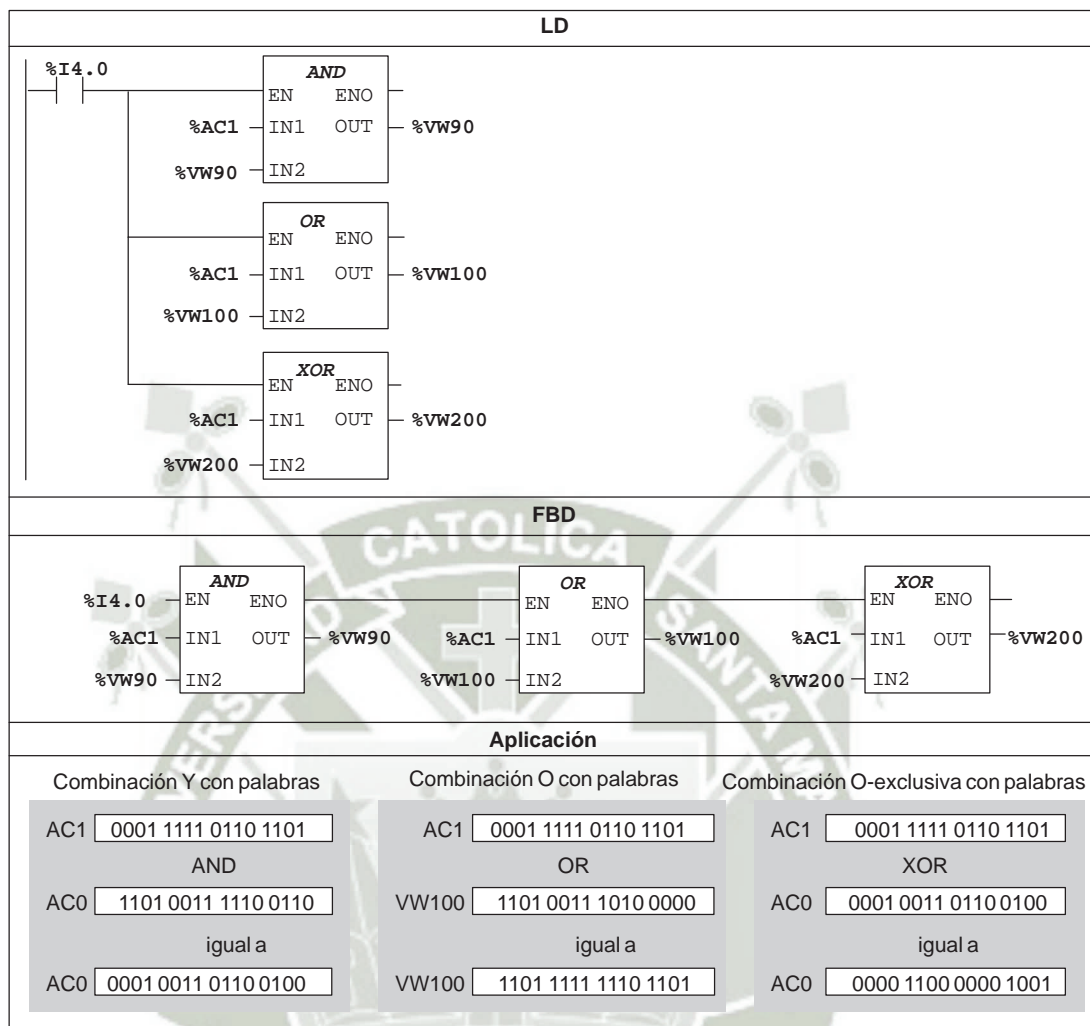 LD
%I4.0
AND
EN ENO
%AC1 IN1 OUT %VW90
%VW90 IN2
OR
EN ENO
%AC1 IN1 OUT %VW100
%VW100 IN2
XOR
EN ENO
%AC1 IN1 OUT %VW200
%VW200 IN2
FBD
AND OR XOR
%I4.0 EN ENO EN ENO EN ENO
%AC1 IN1 OUT %VW90 %AC1 IN1 OUT %VW100 %AC1 IN1 OUT %VW200
%VW90 IN2 %VW100 IN2 %VW200 IN2
Aplicación
Combinación Y con palabras
AC1 0001 1111 0110 1101
AND
AC0 1101 0011 1110 0110
igual a
AC0 0001 0011 0110 0100
Combinación O con palabras
AC1 0001 1111 0110 1101
OR
VW100 1101 0011 1010 0000
igual a
VW100 1101 1111 1110 1101
Combinación O-exclusiva con palabras
AC1 0001 1111 0110 1101
XOR
AC0 0001 0011 0110 0100
igual a
AC0 0000 1100 0000 1001
CATOLICA